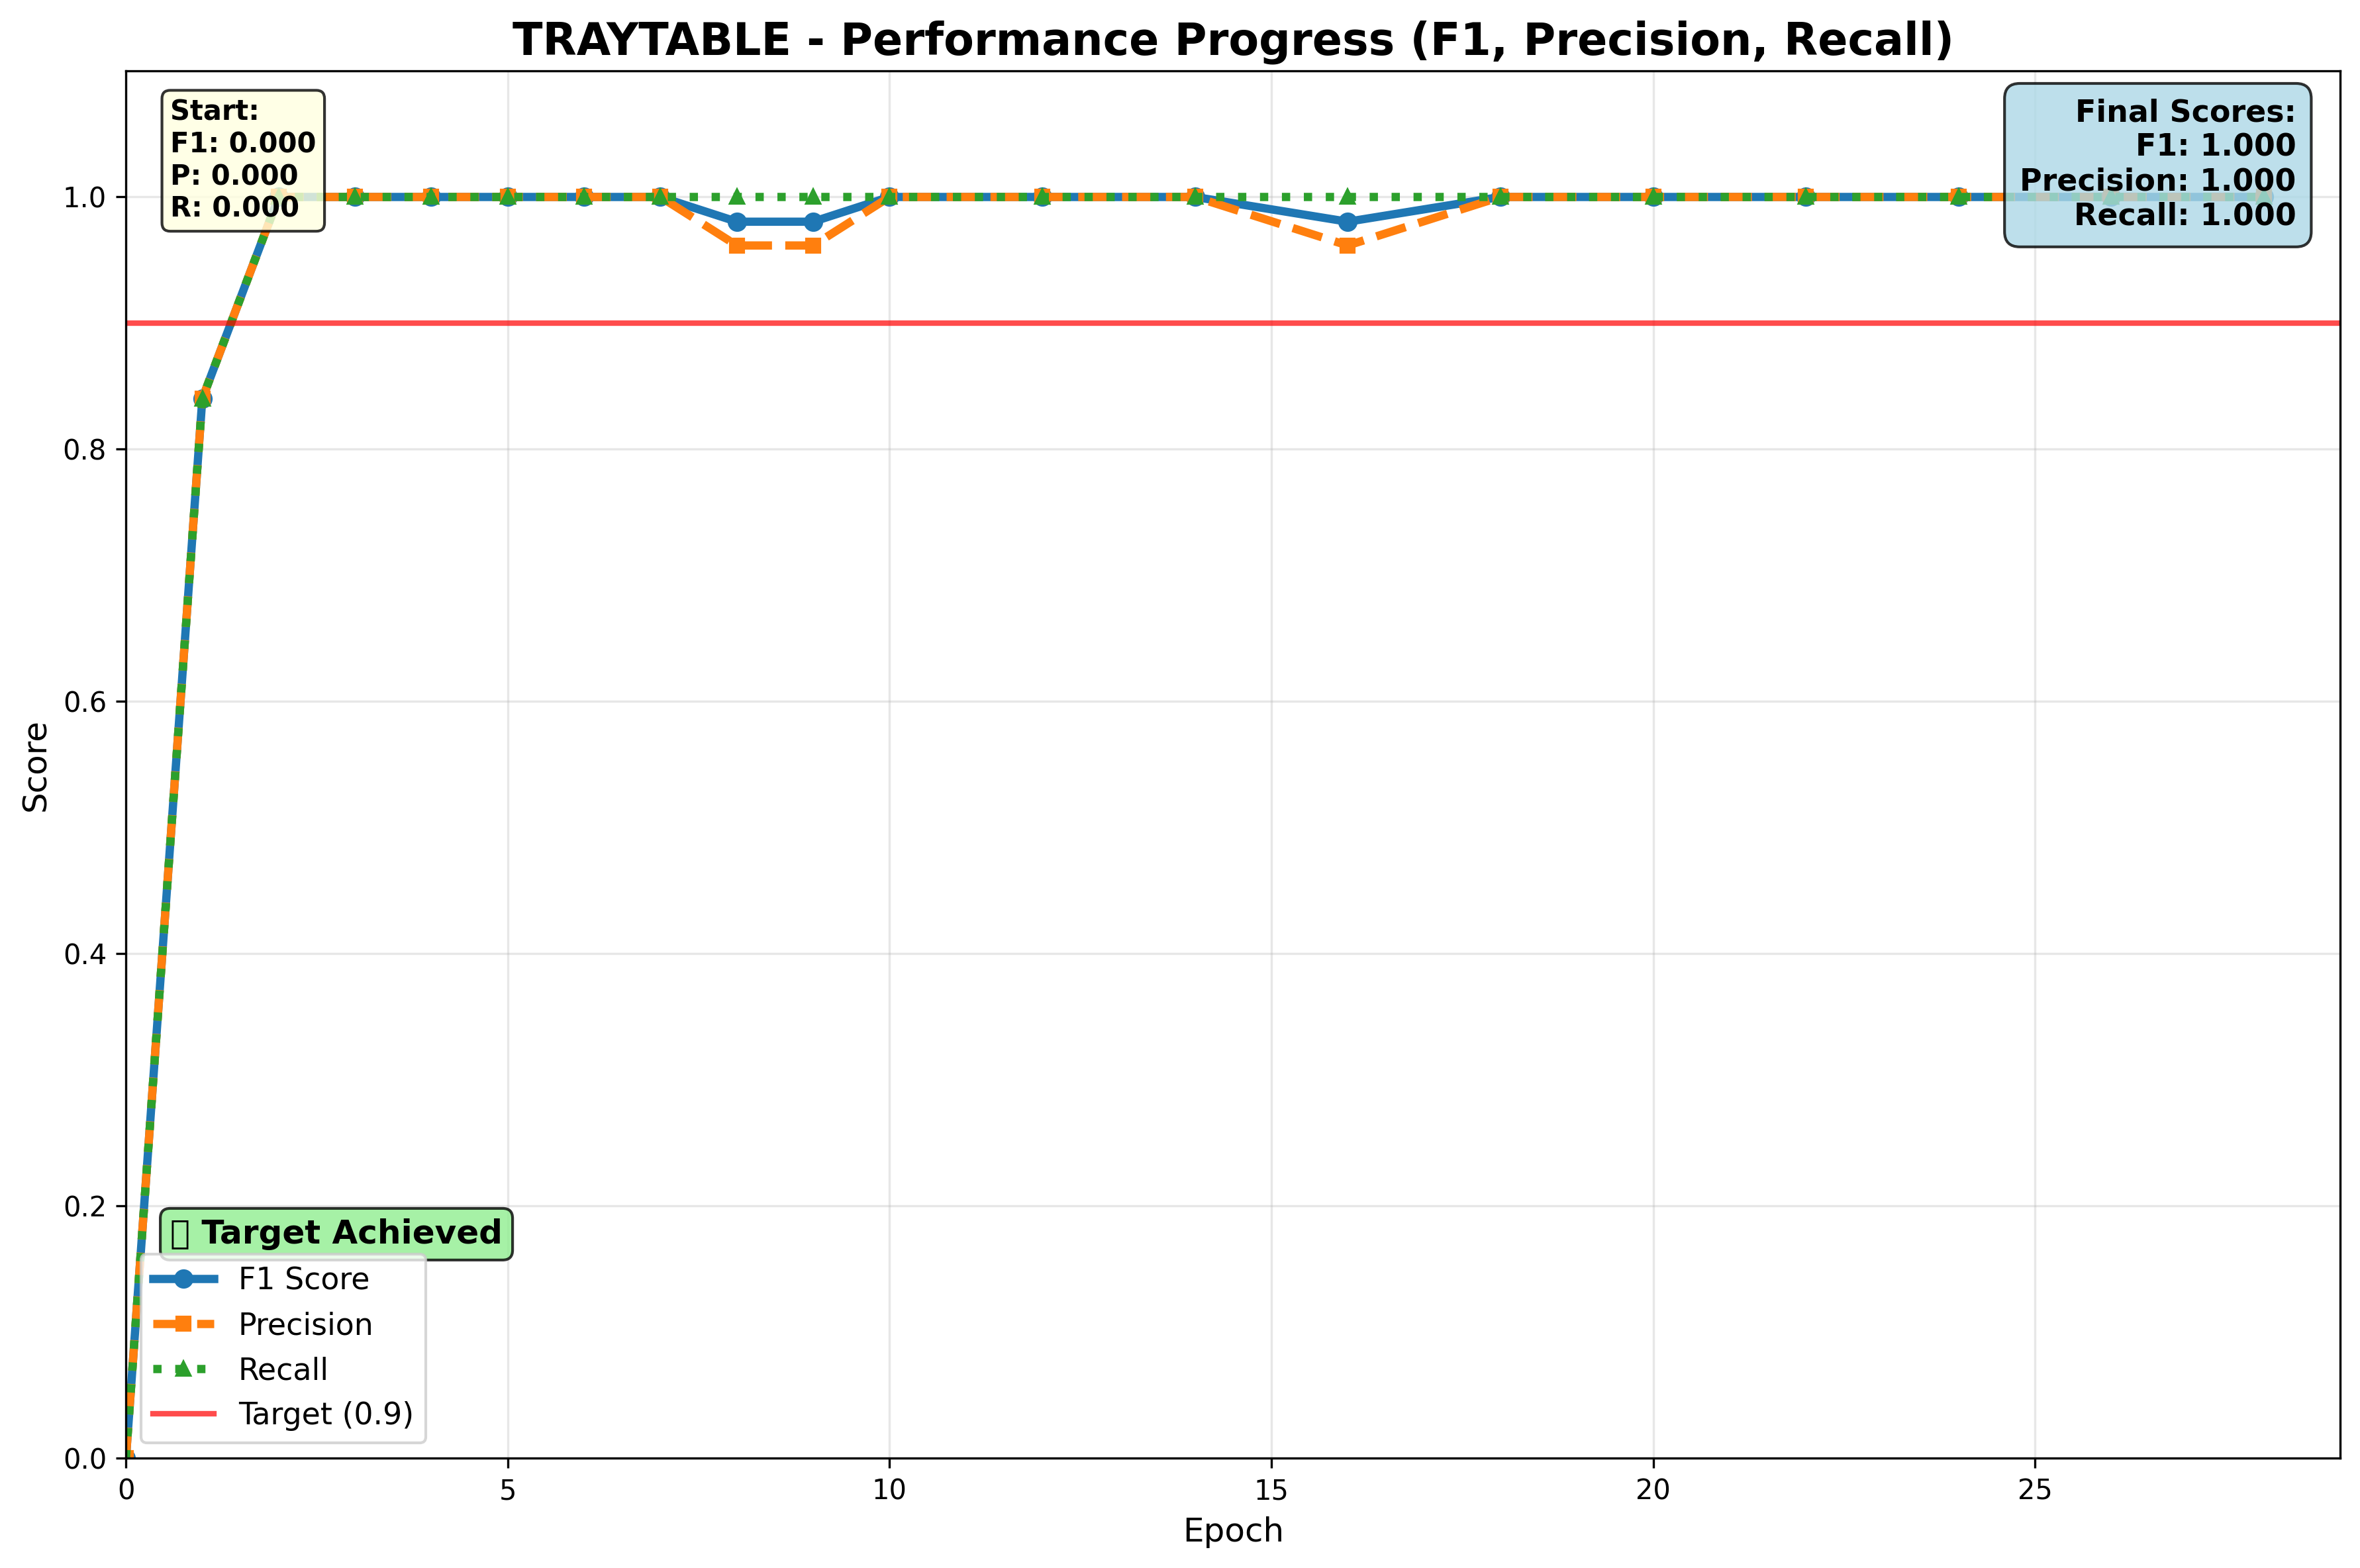 TRAYTABLE - Performance Progress (F1, Precision, Recall)
Start:
F1: 0.000
P: 0.000
R: 0.000
Final Scores:
F1: 1.000
Precision: 1.000
Recall: 1.000
1.0
0.8
0.6
0.4
0.2
0.0
Score
Target Achieved
F1 Score
Precision
Recall
Target (0.9)
0
5
10
15
20
25
Epoch